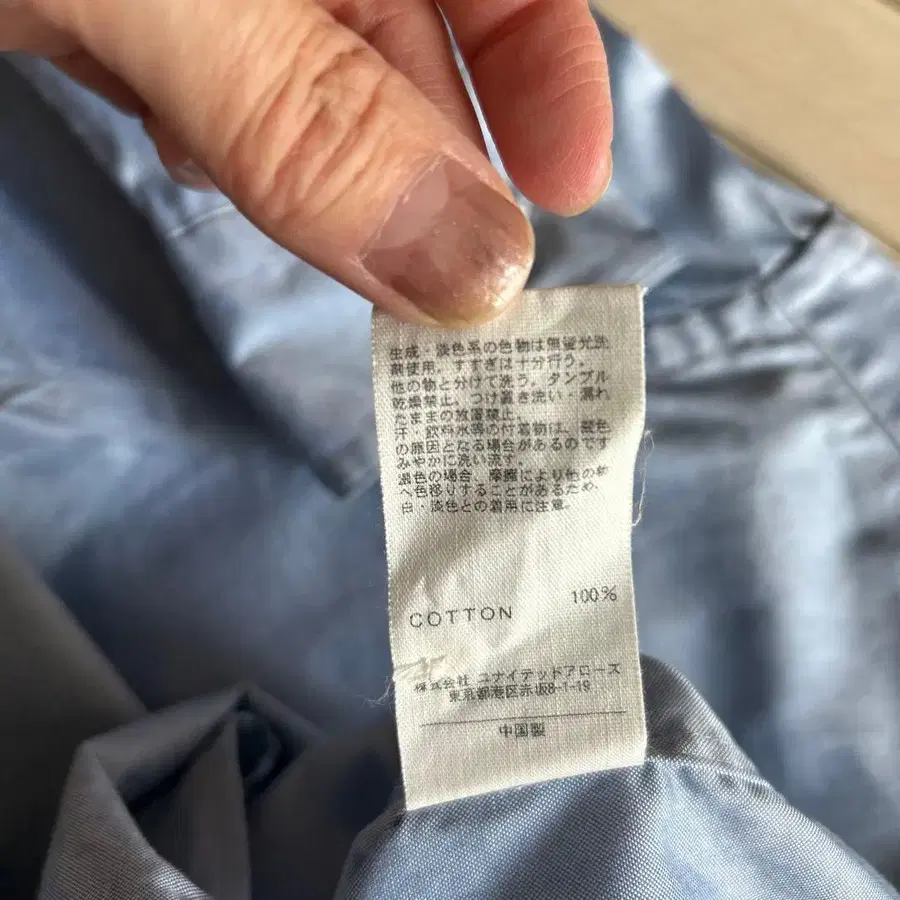 生成・淡色系の色物は無蛍光洗
剤使用。すすぎは十分行う。
他の物と分けて洗う。タンブル
乾燥禁止。つけ置き洗い・濡れ
たままの放置禁止。
汗・飲料水等の付着物は、変色
の原因となる場合があるのです
みやかに洗い流す。
濃色の場合、摩擦により他の物
へ色移りすることがあるため、
白・淡色との着用に注意。
COTTON 100%
株式会社 ユナイテッドアローズ
東京都港区赤坂8-1-19
中国製